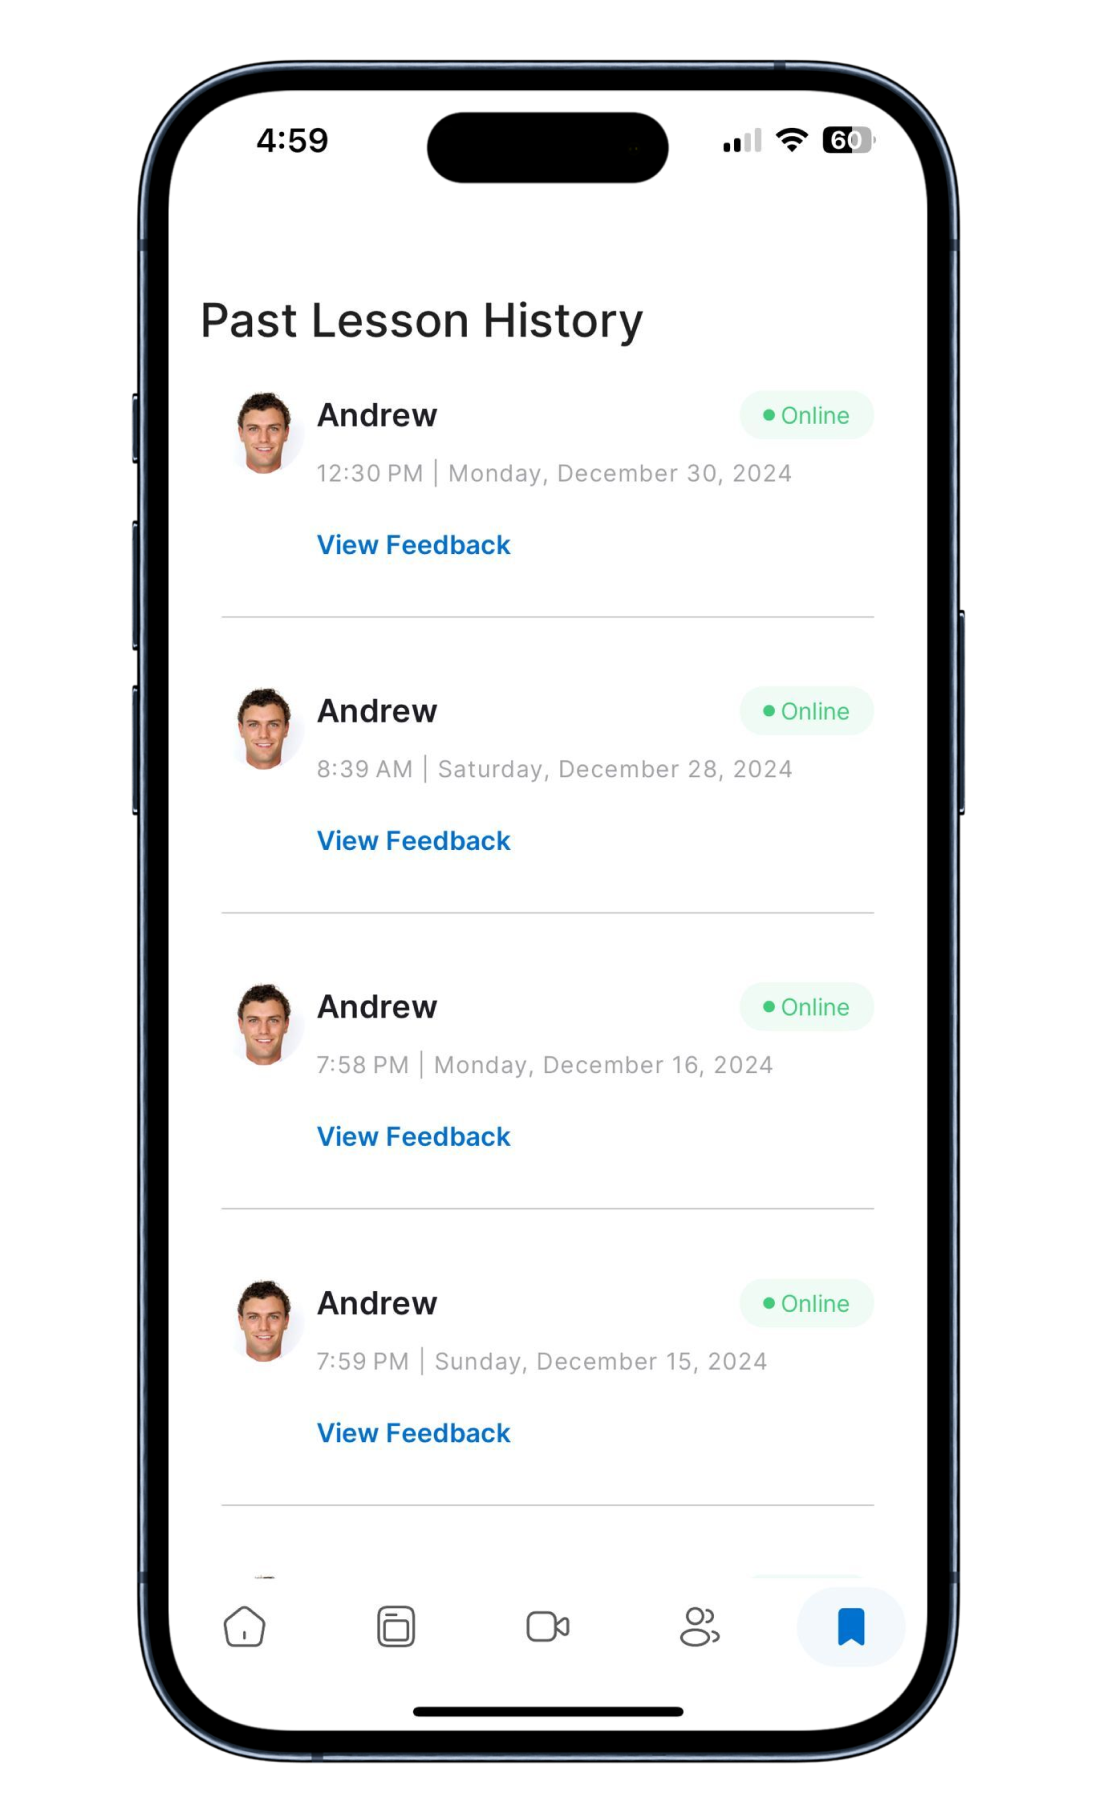 4:59
60
Past Lesson History
Andrew
Online
12:30 PM | Monday, December 30, 2024
View Feedback
Andrew
Online
8:39 AM | Saturday, December 28, 2024
View Feedback
Andrew
Online
7:58 PM | Monday, December 16, 2024
View Feedback
Andrew
Online
7:59 PM | Sunday, December 15, 2024
View Feedback